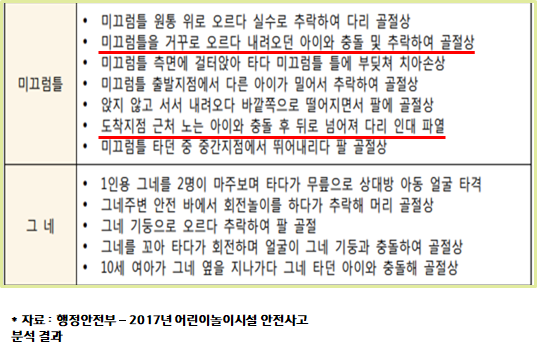 미끄럼틀
• 미끄럼틀 원통 위로 오르다 실수로 추락하여 다리 골절상
• 미끄럼틀을 거꾸로 오르다 내려오던 아이와 충돌 및 추락하여 골절상
• 미끄럼틀 측면에 걸터앉아 타다 미끄럼틀 틀에 부딪쳐 치아손상
• 미끄럼틀 출발지점에서 다른 아이가 밀어서 추락하여 골절상
• 앉지 않고 서서 내려오다 바깥쪽으로 떨어지면서 팔에 골절상
• 도착지점 근처 노는 아이와 충돌 후 뒤로 넘어져 다리 인대 파열
• 미끄럼틀 타던 중 중간지점에서 뛰어내리다 팔 골절상
그 네
• 1인용 그네를 2명이 마주보며 타다가 무릎으로 상대방 아동 얼굴 타격
• 그네주변 안전 바에서 회전놀이를 하다가 추락해 머리 골절상
• 그네 기둥으로 오르다 추락하여 팔 골절
• 그네를 꼬아 타다가 회전하며 얼굴이 그네 기둥과 충돌하여 골절상
• 10세 여아가 그네 옆을 지나가다 그네 타던 아이와 충돌해 골절상
* 자료 : 행정안전부 – 2017년 어린이놀이시설 안전사고
분석 결과